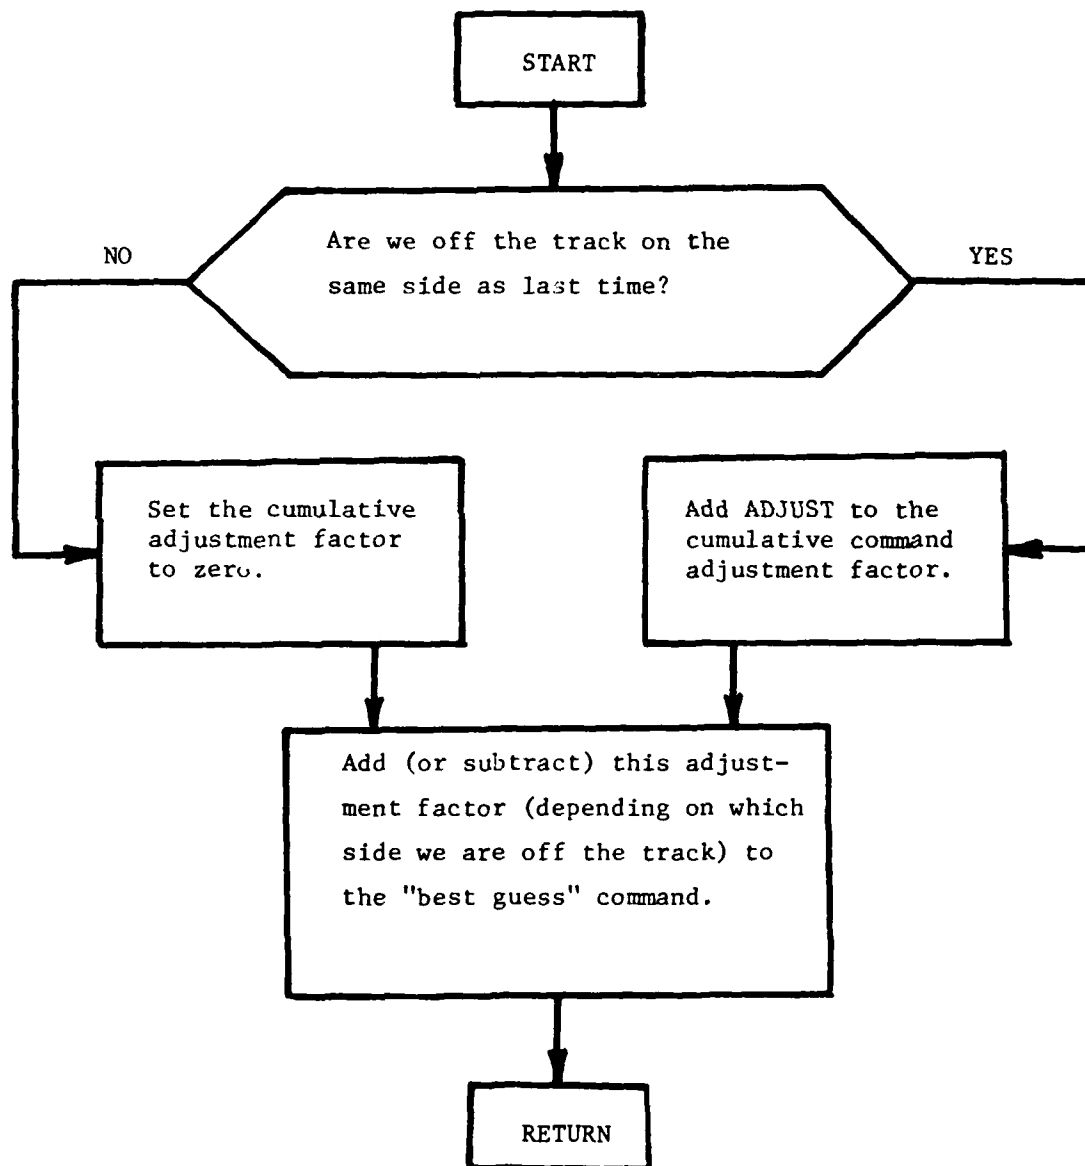 START
Are we off the track on the
same side as last time?
NO
YES
Set the cumulative
adjustment factor
to zero.
Add ADJUST to the
cumulative command
adjustment factor.
Add (or subtract) this adjust-
ment factor (depending on which
side we are off the track) to
the "best guess" command.
RETURN